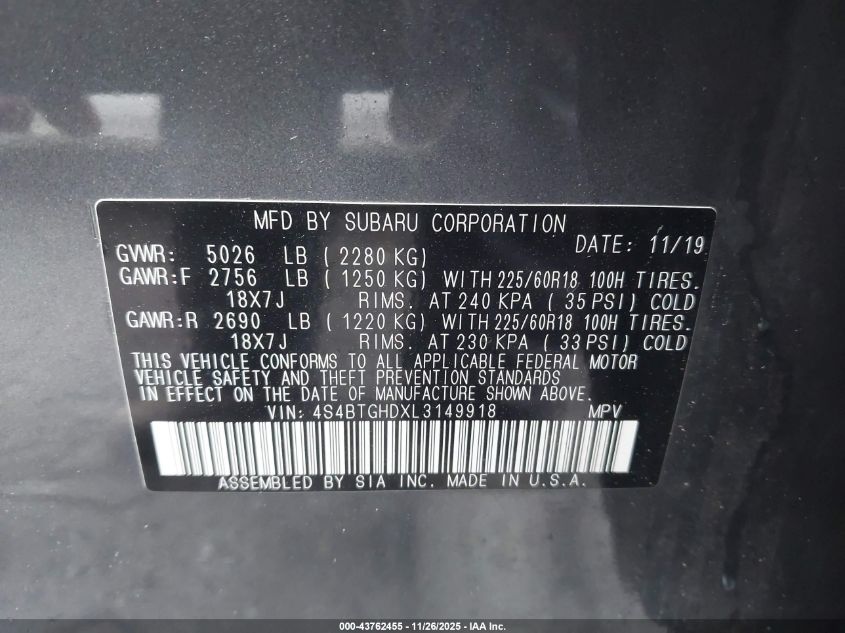 MFD BY SUBARU CORPORATION
DATE: 11/19
GVWR: 5026 LB ( 2280 KG)
GAWR:F 2756 LB ( 1250 KG) WITH 225/60R18 100H TIRES.
18X7J RIMS. AT 240 KPA ( 35 PSI) COLD
GAWR:R 2690 LB ( 1220 KG) WITH 225/60R18 100H TIRES.
18X7J RIMS. AT 230 KPA ( 33 PSI) COLD
THIS VEHICLE CONFORMS TO ALL APPLICABLE FEDERAL MOTOR
VEHICLE SAFETY AND THEFT PREVENTION STANDARDS
IN EFFECT ON THE DATE OF MANUFACTURE SHOWN ABOVE.
VIN: 4S4BTGHDXL3149918 MPV
ASSEMBLED BY SIA INC. MADE IN U.S.A.
000-43762455 - 11/26/2025 - IAA Inc.